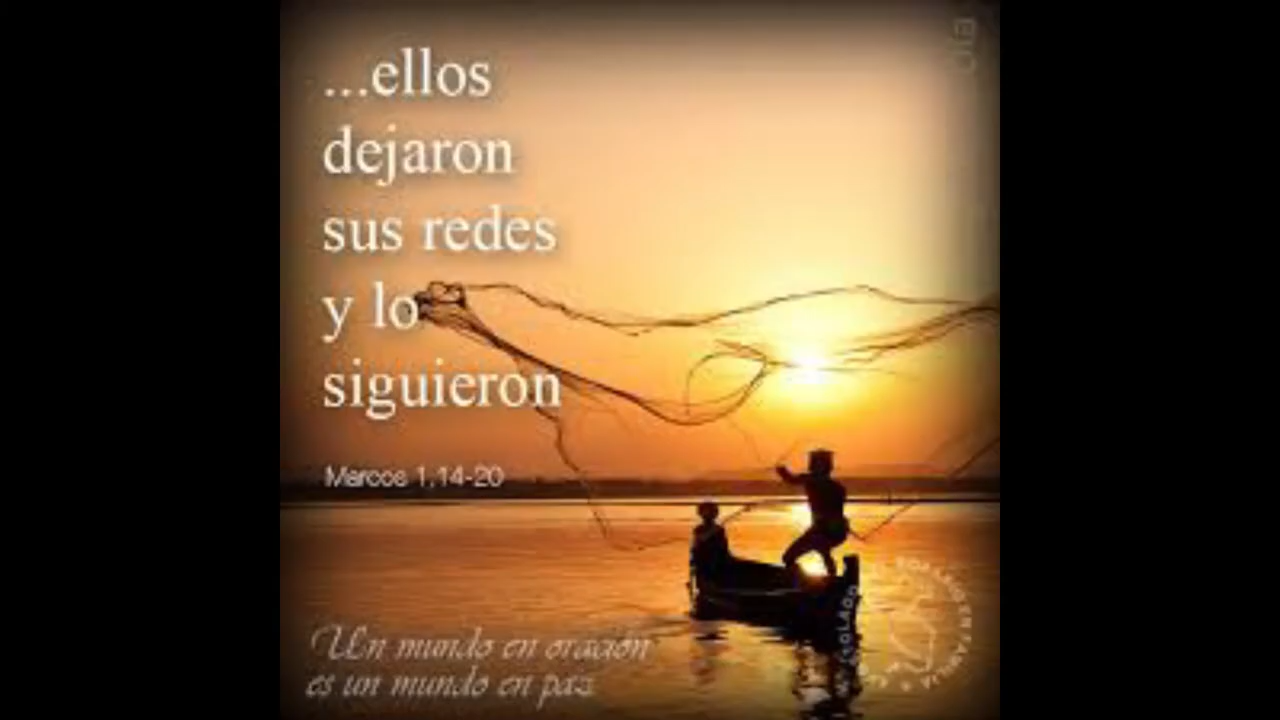 ...ellos
dejaron
sus redes
y lo
siguieron
Marcos 1.14-20
Un mundo en oración
es un mundo en paz